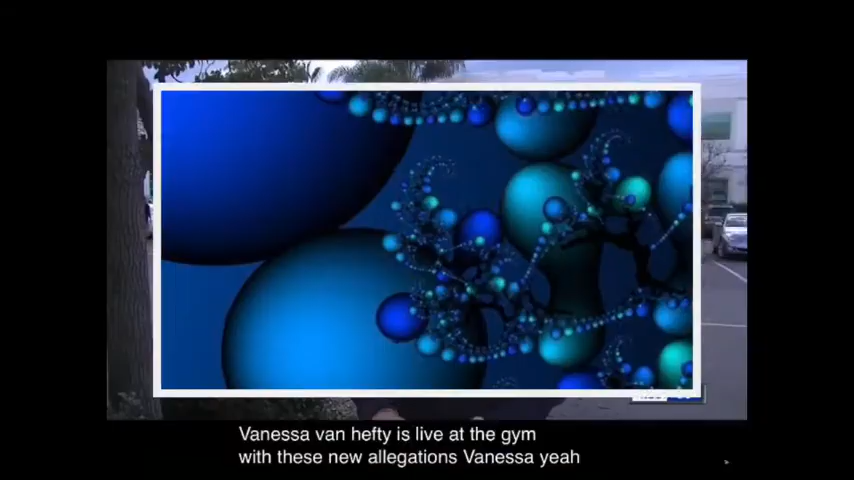 Vanessa van hefty is live at the gym
with these new allegations Vanessa yeah